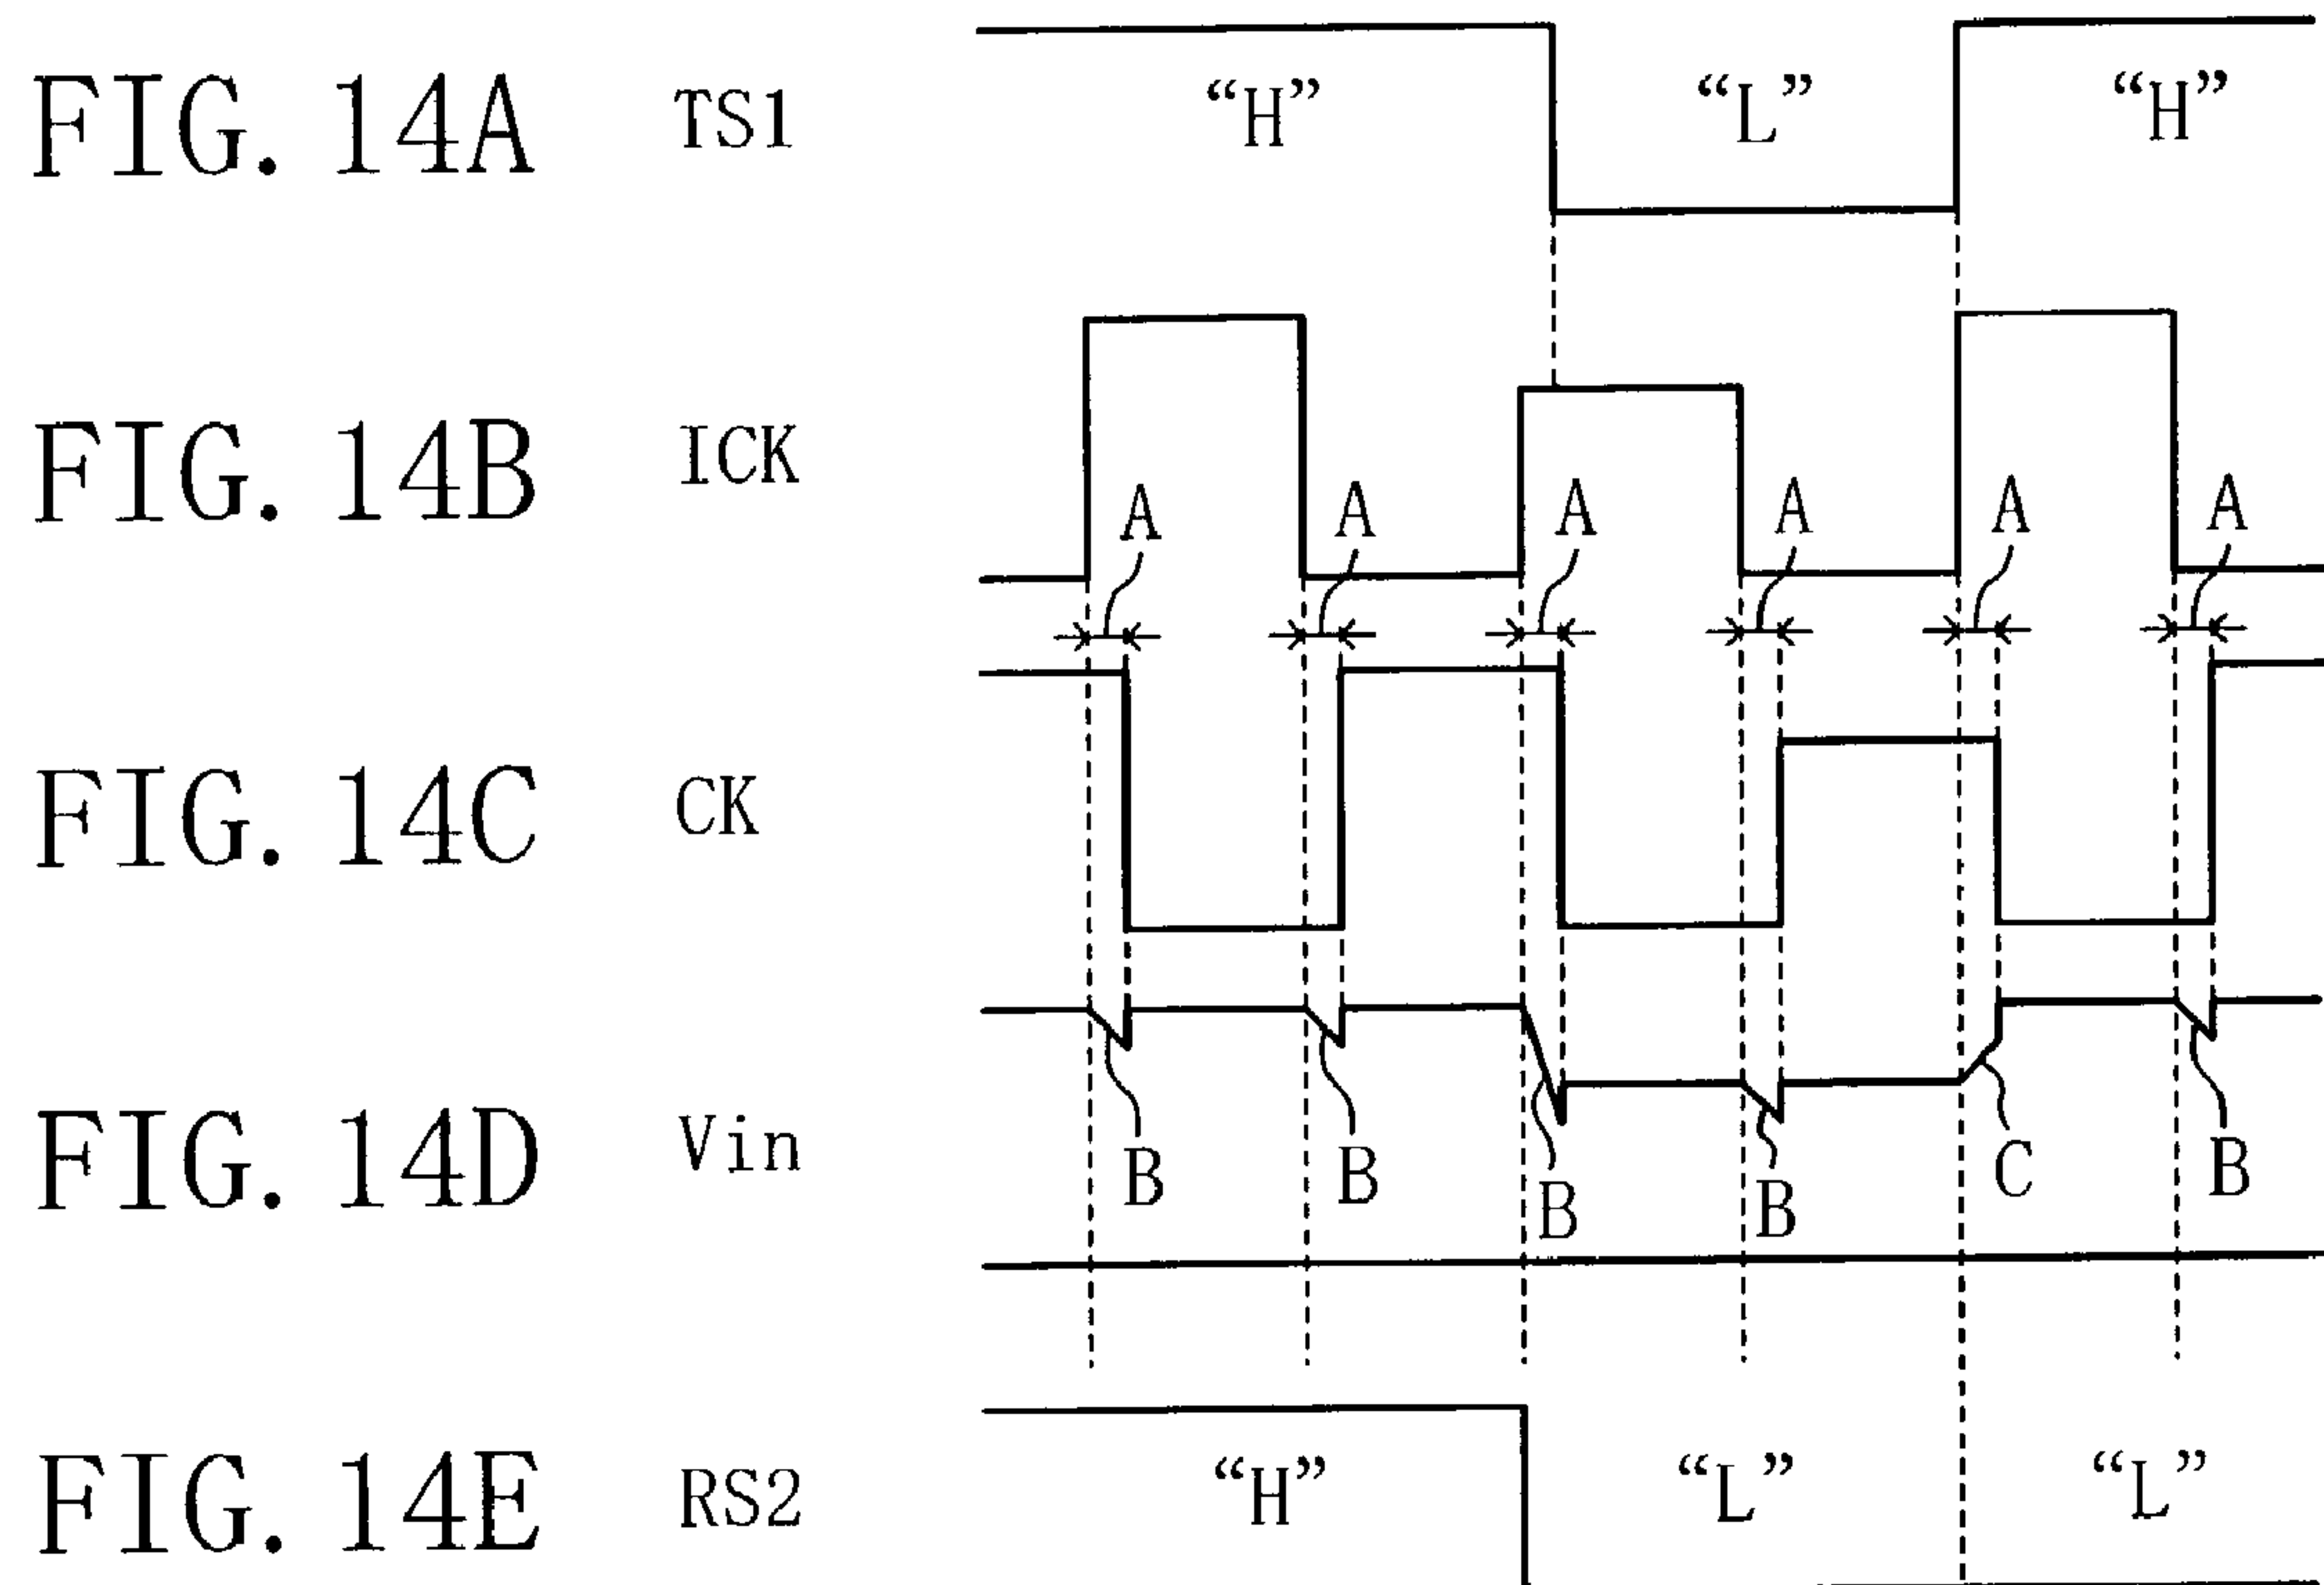 FIG. 14A TS1 “H” “L” “H”
FIG. 14B ICK
A A A A A A
FIG. 14C CK
FIG. 14D Vin
B B B B C B
FIG. 14E RS2 “H” “L” “L”